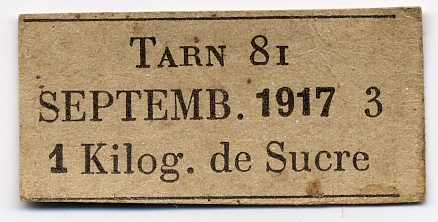 TARN 81
SEPTEMB. 1917 3
1 Kilog. de Sucre